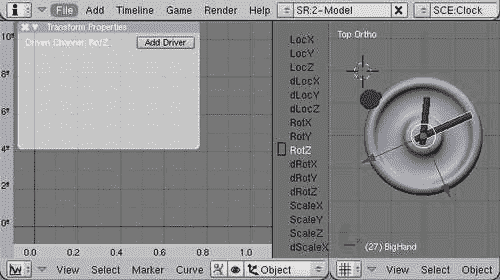 File Add Timeline Game Render Help
SR:2-Model
SCE:Clock
Transform Properties
Driven Channel: RotZ
Add Driver
10
8
6
4
2
0
0.0 0.2 0.4 0.6 0.8 1.0
LocX
LocY
LocZ
dLocX
dLocY
dLocZ
RotX
RotY
RotZ
dRotX
dRotY
dRotZ
ScaleX
ScaleY
ScaleZ
dScaleX
Top Ortho
(27) BigHand
View Select Marker Curve
Object
View Select Object